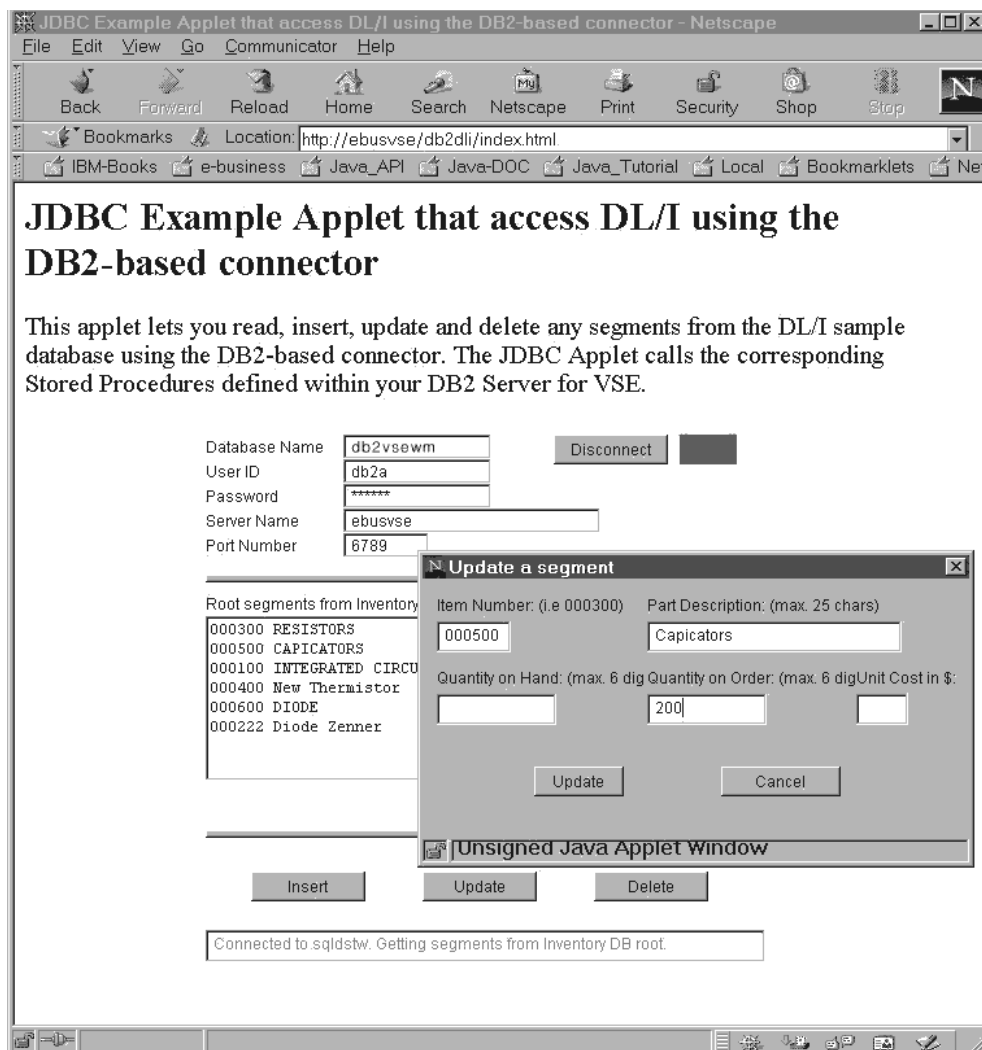 JDBC Example Applet that access DL/I using the DB2-based connector - Netscape
File Edit View Go Communicator Help
Back Forward Reload Home Search Netscape Print Security Shop Stop
My
N
Bookmarks Location: http://ebusvse/db2dli/index.html
IBM-Books e-business Java_API Java-DOC Java_Tutorial Local Bookmarklets Ne
JDBC Example Applet that access DL/I using the
DB2-based connector
This applet lets you read, insert, update and delete any segments from the DL/I sample
database using the DB2-based connector. The JDBC Applet calls the corresponding
Stored Procedures defined within your DB2 Server for VSE.
Database Name db2vsewm Disconnect
User ID db2a
Password ******
Server Name ebusvse
Port Number 6789
Root segments from Inventory
000300 RESISTORS
000500 CAPICATORS
000100 INTEGRATED CIRCU
000400 New Thermistor
000600 DIODE
000222 Diode Zenner
N Update a segment
Item Number: (i.e 000300) Part Description: (max. 25 chars)
000500 Capicators
Quantity on Hand: (max. 6 dig Quantity on Order: (max. 6 dig Unit Cost in $:
200
Update Cancel
Unsigned Java Applet Window
Insert Update Delete
Connected to sqldstw. Getting segments from Inventory DB root.